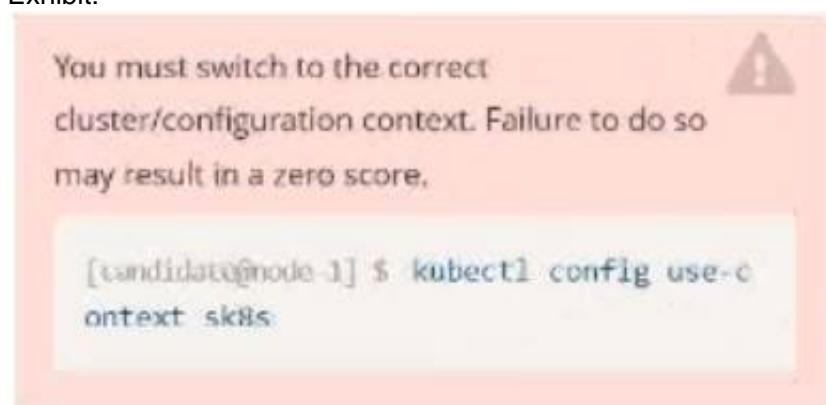 Exhibit:
You must switch to the correct
cluster/configuration context. Failure to do so
may result in a zero score.
[candidate@node-1] $ kubectl config use-c
ontext sk8s